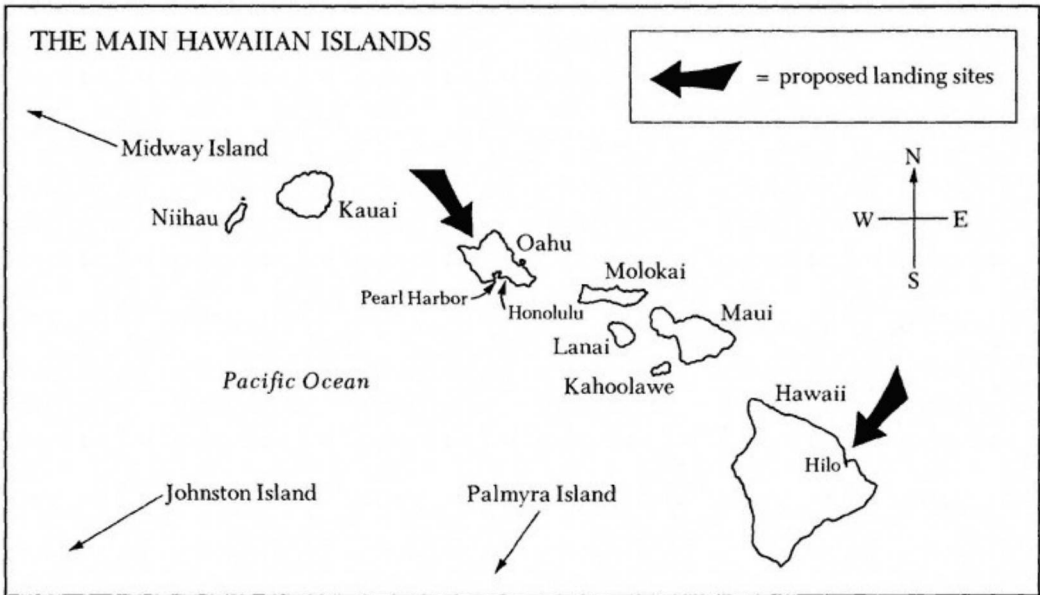 THE MAIN HAWAIIAN ISLANDS
= proposed landing sites
Midway Island
N
W
E
S
Niihau
Kauai
Oahu
Pearl Harbor
Honolulu
Molokai
Maui
Lanai
Kahoolawe
Pacific Ocean
Hawaii
Hilo
Johnston Island
Palmyra Island